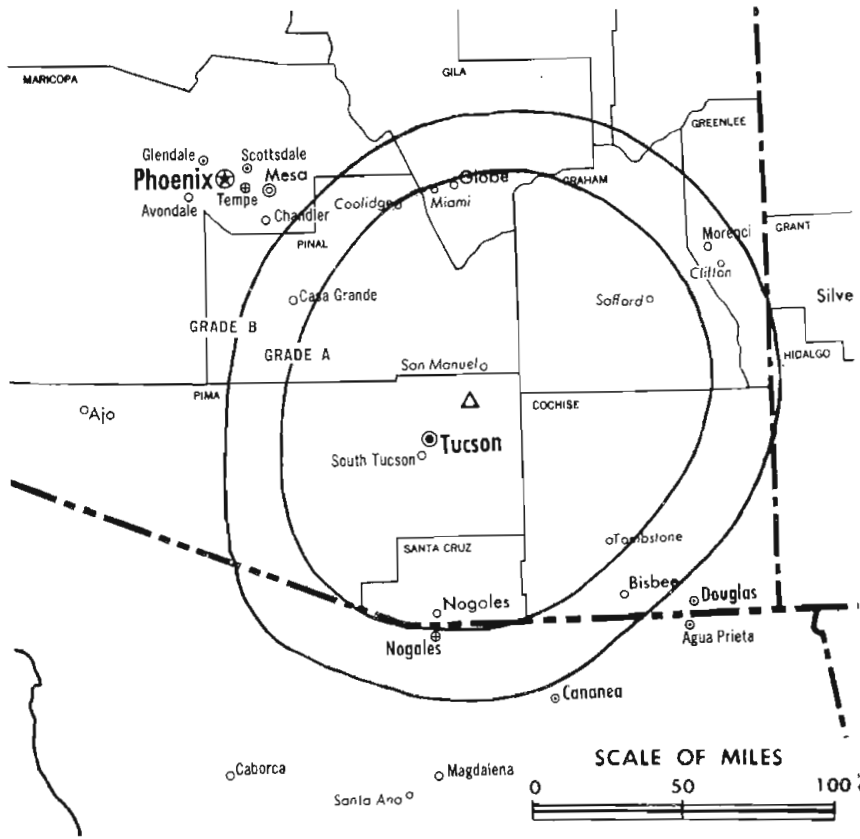 GILA
MARICOPA
GREENLEE
Glendale
Scottsdale
Phoenix
Mesa
Globe
GRAHAM
Tempe
Avondale
Coolidge
Miami
Chandler
GRANT
Morenci
PINAL
Clifton
Casa Grande
Safford
Silve
GRADE B
GRADE A
HIDALGO
San Manuel
PIMA
COCHISE
Ajo
Tucson
South Tucson
Tombstone
SANTA CRUZ
Bisbee
Nogales
Douglas
Nogales
Agua Prieta
Cananea
SCALE OF MILES
Caborca
Magdalena
Santa Ana
0 50 100